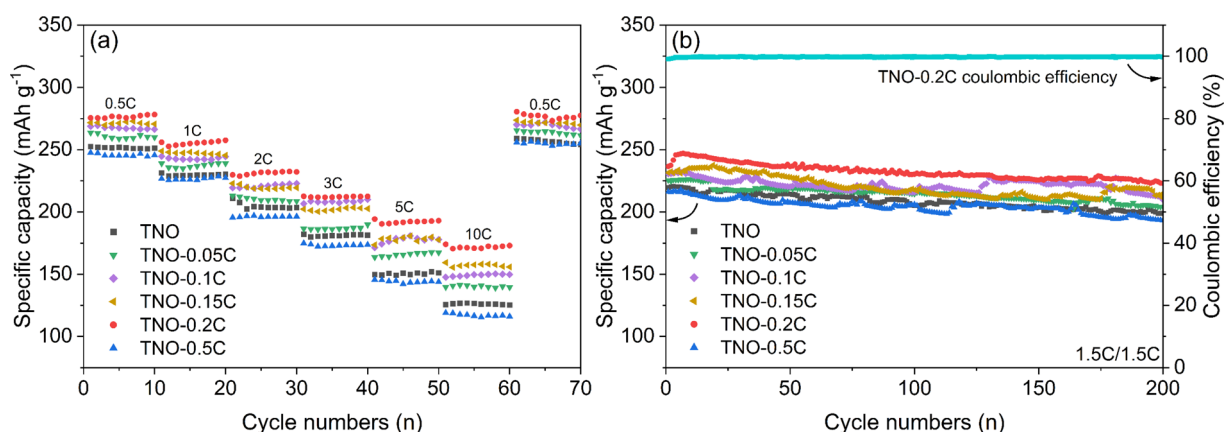 (a)
350
300
250
200
150
100
Specific capacity (mAh g⁻¹)
0.5C
1C
2C
3C
5C
10C
0.5C
TNO
TNO-0.05C
TNO-0.1C
TNO-0.15C
TNO-0.2C
TNO-0.5C
0 10 20 30 40 50 60 70
Cycle numbers (n)
(b)
350
300
250
200
150
100
Specific capacity (mAh g⁻¹)
TNO-0.2C coulombic efficiency
TNO
TNO-0.05C
TNO-0.1C
TNO-0.15C
TNO-0.2C
TNO-0.5C
1.5C/1.5C
100
80
60
40
20
0
Coulombic efficiency (%)
0 50 100 150 200
Cycle numbers (n)